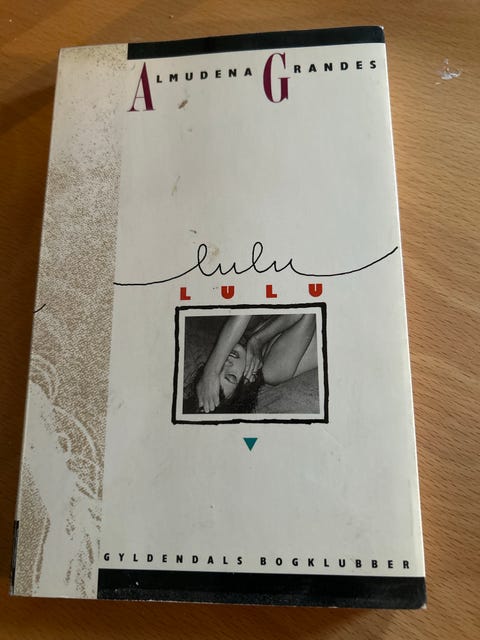 ALMUDENA GRANDES
lulu
LULU
GYLDENDALS BOGKLUBBER